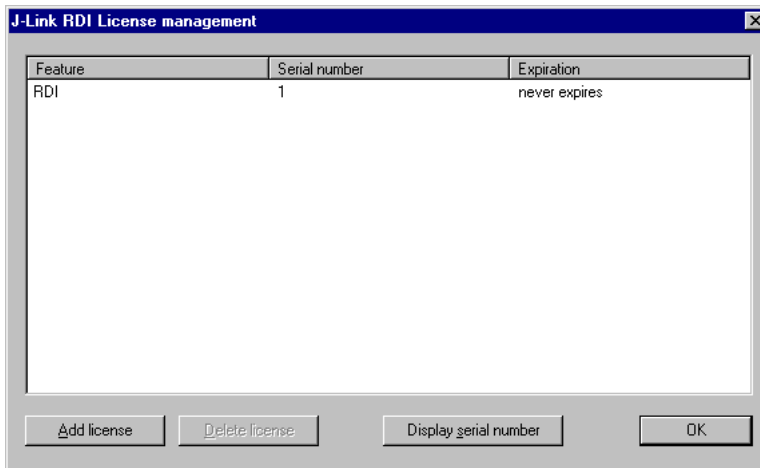 J-Link RDI License management
Feature Serial number Expiration
RDI 1 never expires
Add license Delete license Display serial number OK